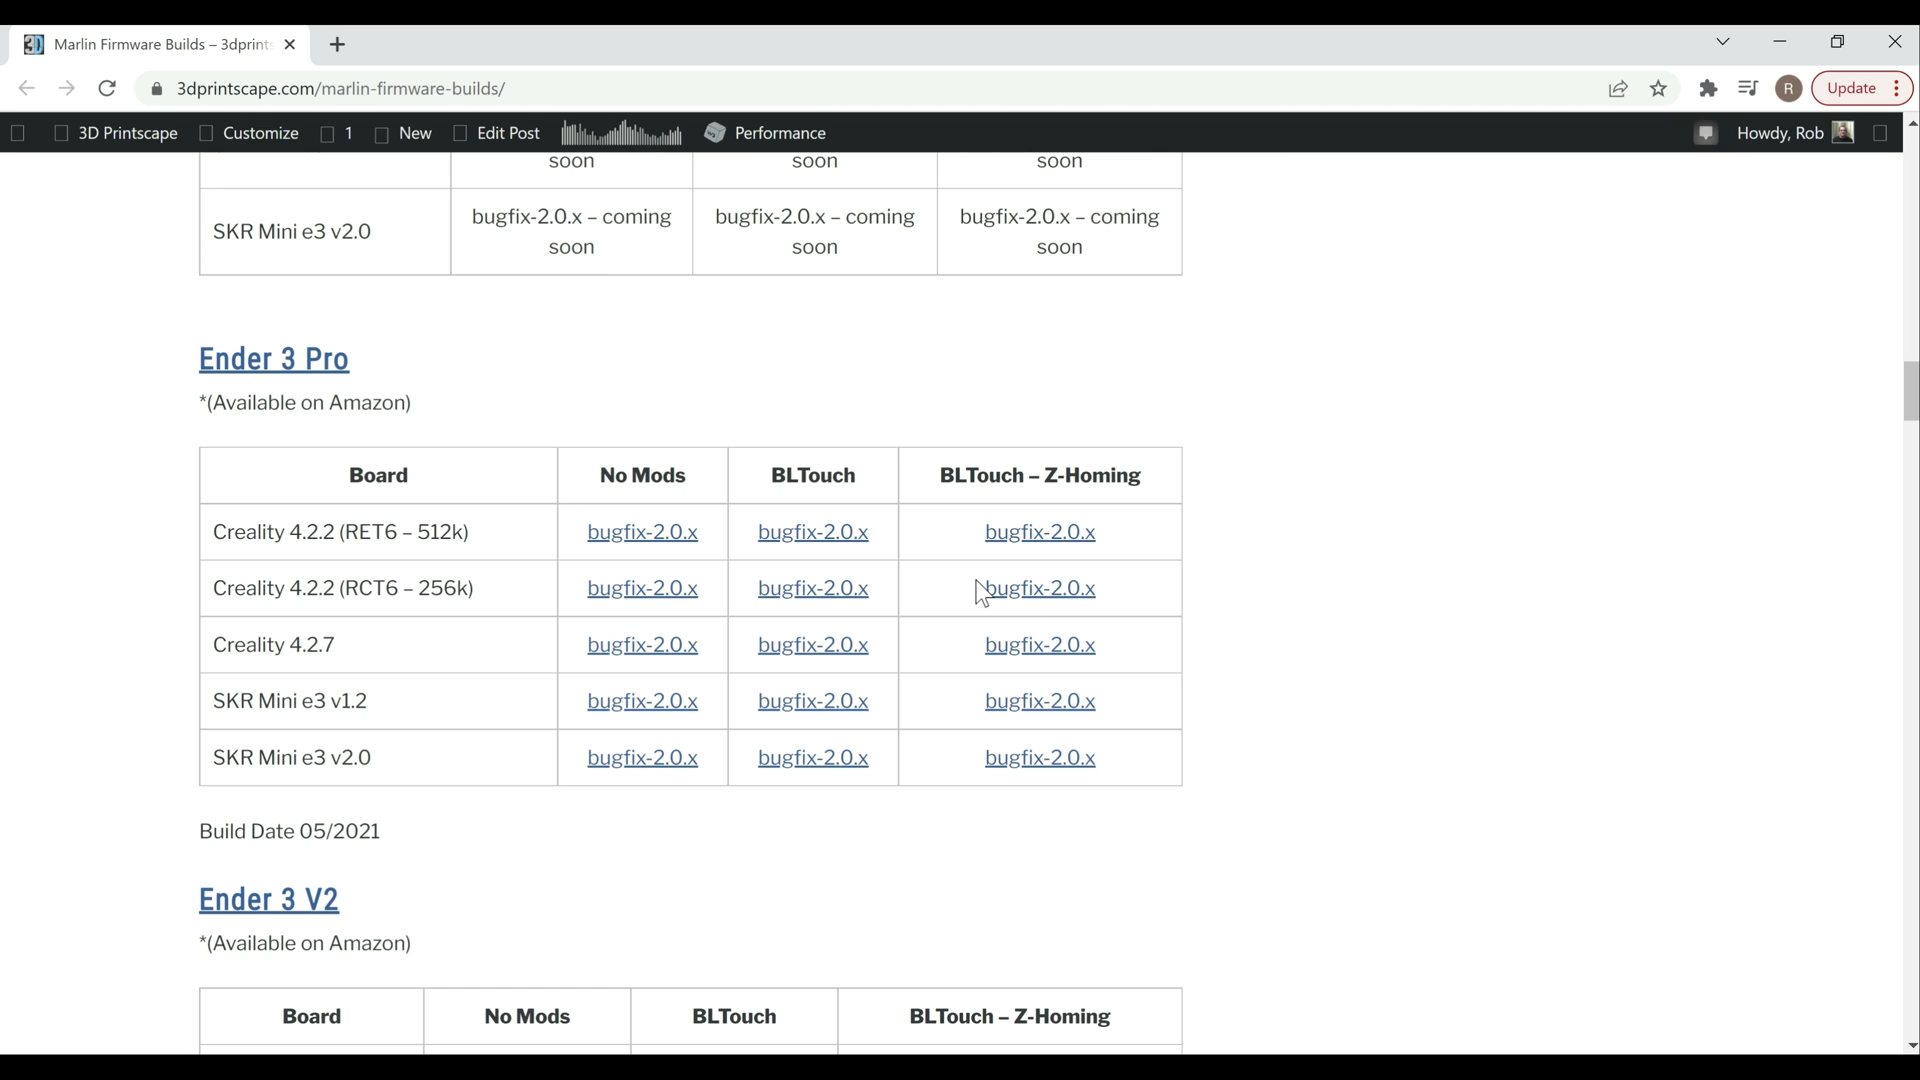 Marlin Firmware Builds – 3dprints
3dprintscape.com/marlin-firmware-builds/
R
Update
3D Printscape
Customize
1
New
Edit Post
Performance
Howdy, Rob
soon soon soon
SKR Mini e3 v2.0 bugfix-2.0.x – coming soon bugfix-2.0.x – coming soon bugfix-2.0.x – coming soon
Ender 3 Pro
*(Available on Amazon)
Board No Mods BLTouch BLTouch – Z-Homing
Creality 4.2.2 (RET6 – 512k) bugfix-2.0.x bugfix-2.0.x bugfix-2.0.x
Creality 4.2.2 (RCT6 – 256k) bugfix-2.0.x bugfix-2.0.x bugfix-2.0.x
Creality 4.2.7 bugfix-2.0.x bugfix-2.0.x bugfix-2.0.x
SKR Mini e3 v1.2 bugfix-2.0.x bugfix-2.0.x bugfix-2.0.x
SKR Mini e3 v2.0 bugfix-2.0.x bugfix-2.0.x bugfix-2.0.x
Build Date 05/2021
Ender 3 V2
*(Available on Amazon)
Board No Mods BLTouch BLTouch – Z-Homing